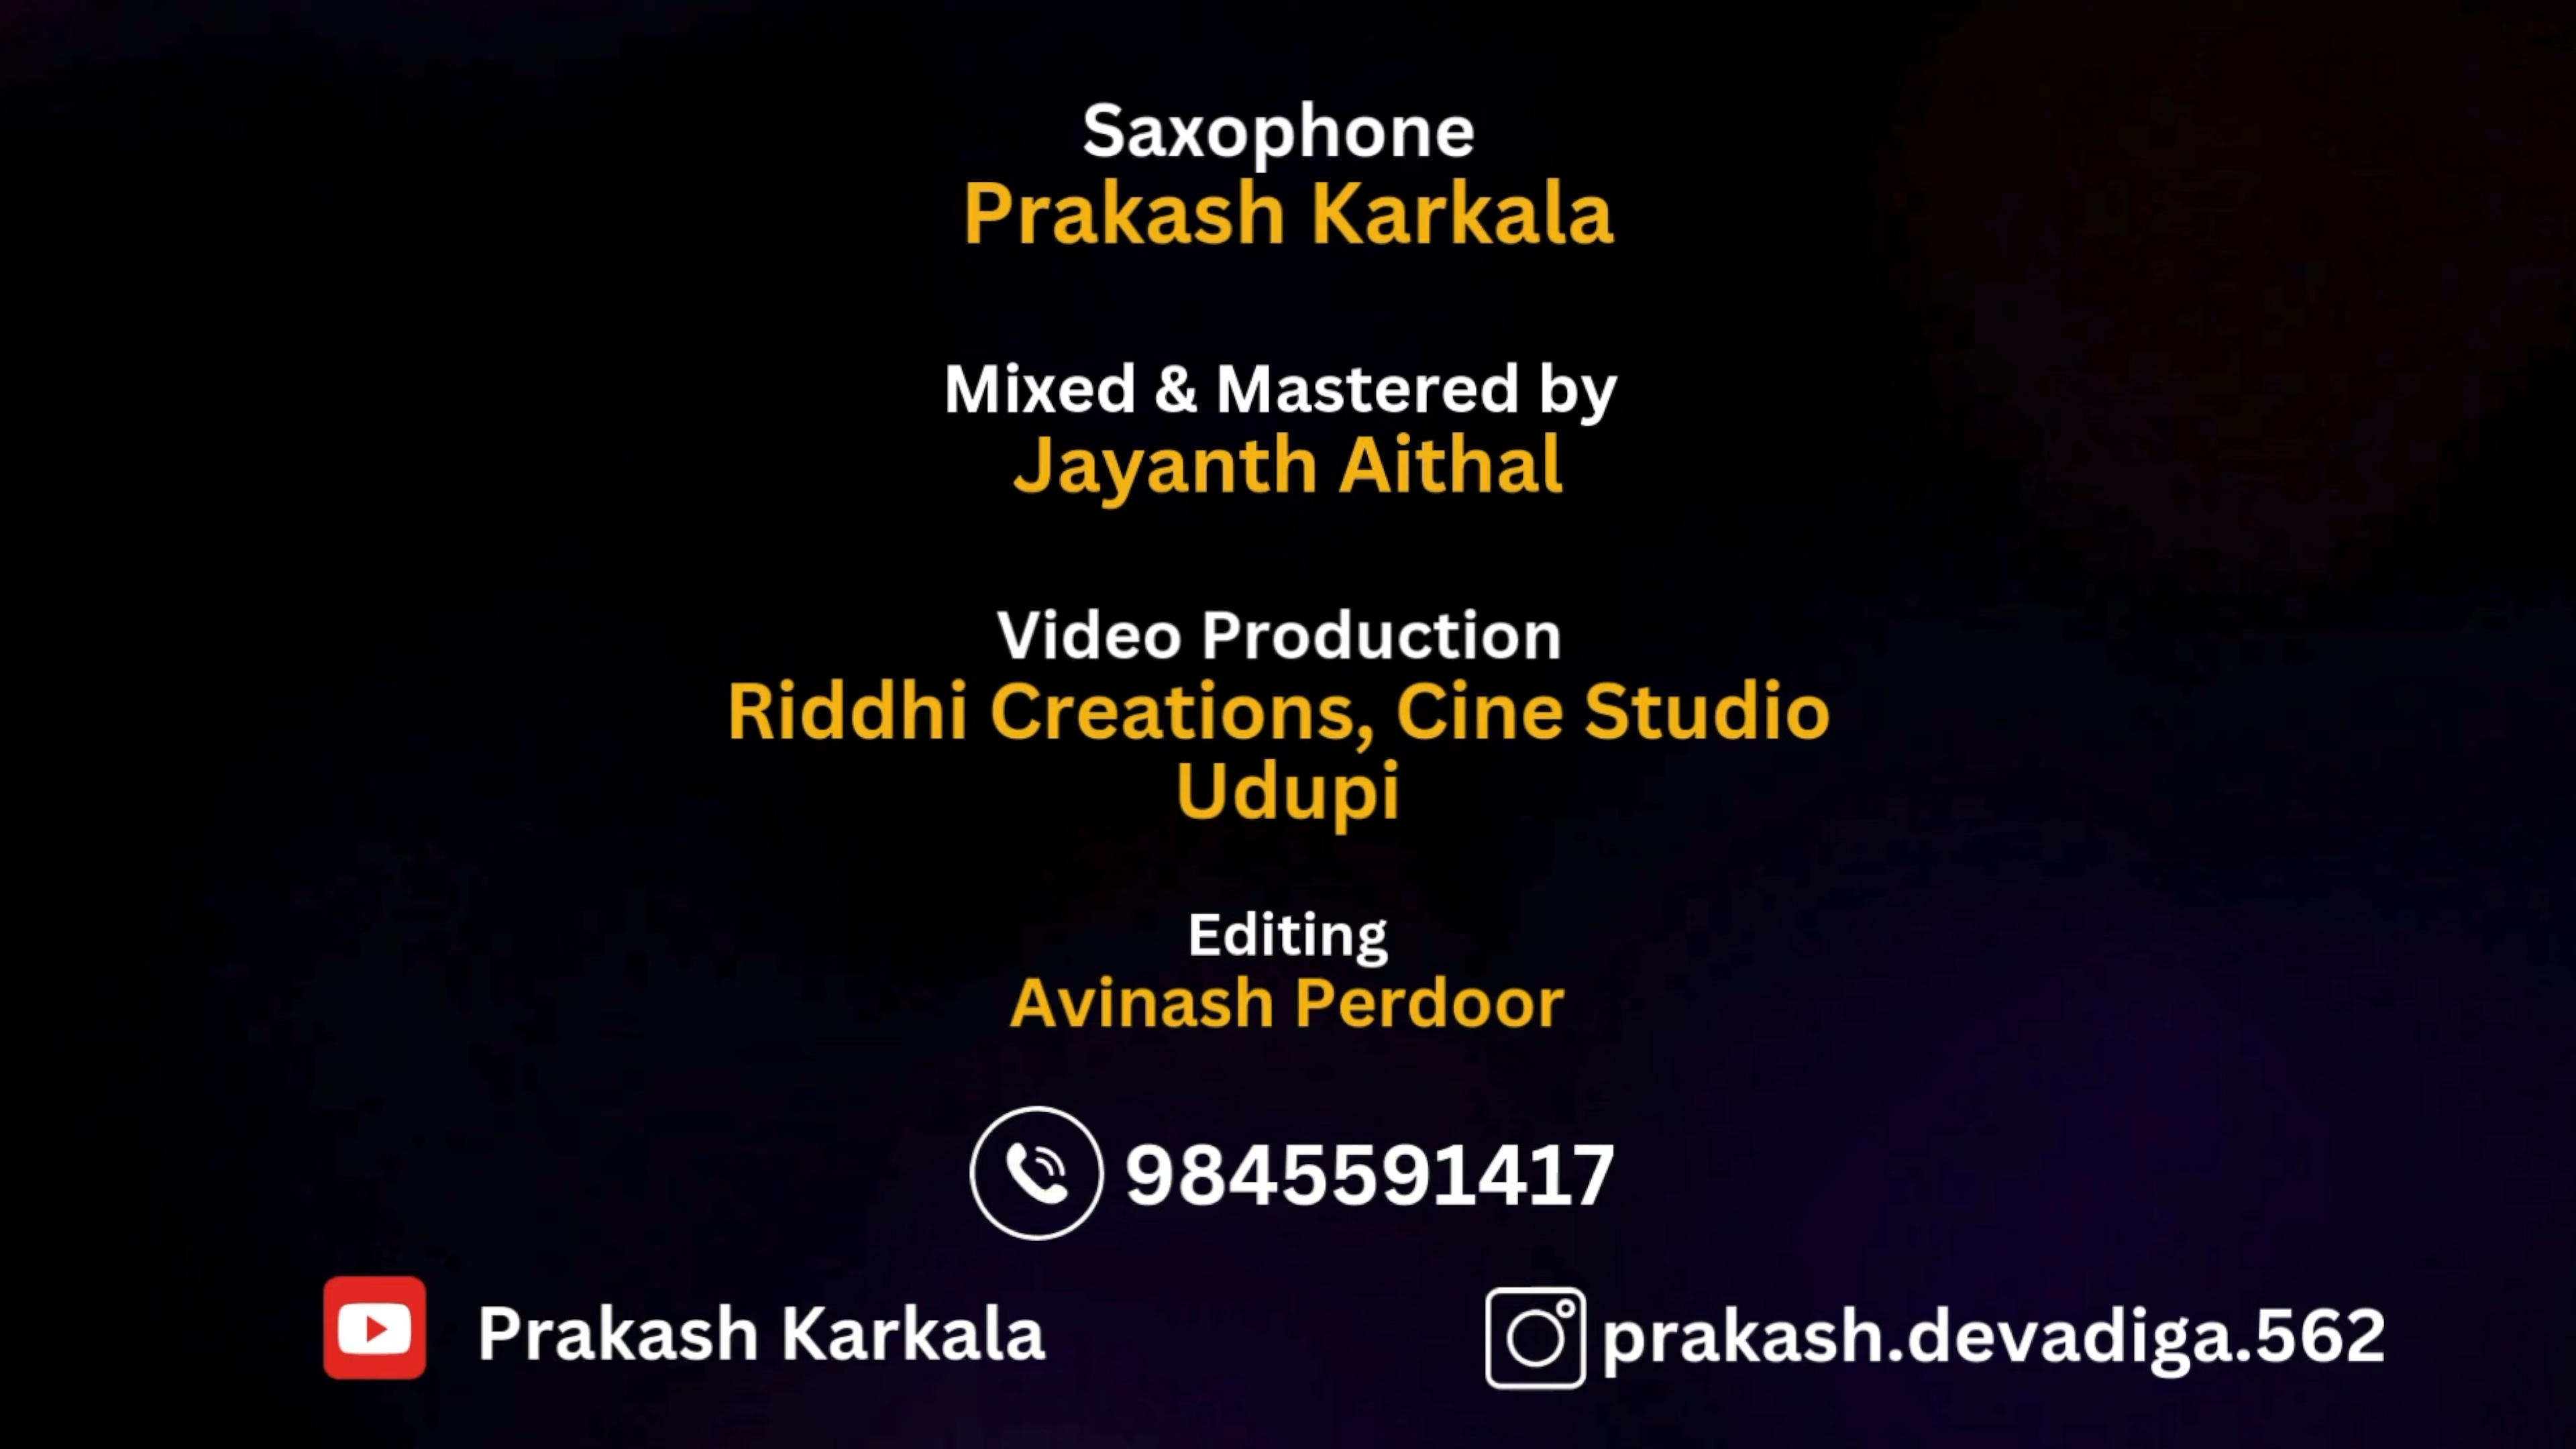 Saxophone
Prakash Karkala
Mixed & Mastered by
Jayanth Aithal
Video Production
Riddhi Creations, Cine Studio
Udupi
Editing
Avinash Perdoor
9845591417
Prakash Karkala
prakash.devadiga.562